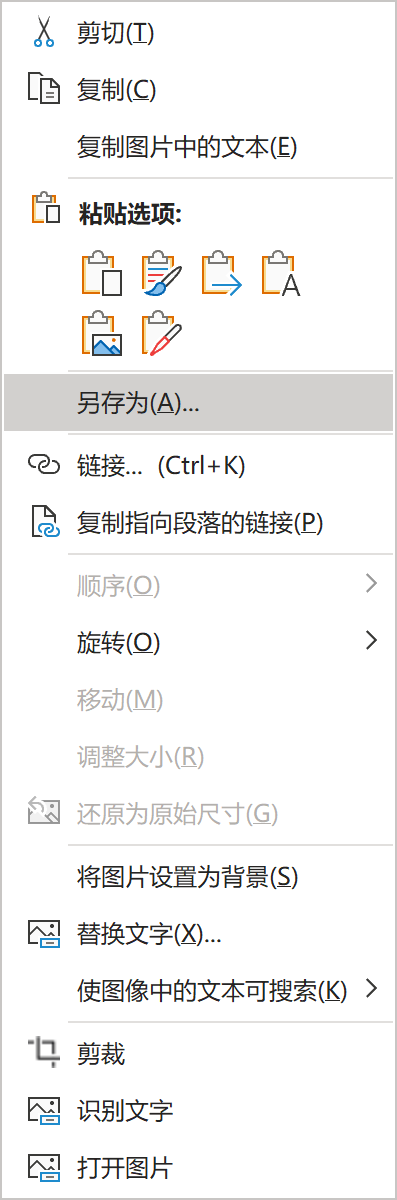 剪切(T)
复制(C)
复制图片中的文本(E)
粘贴选项:
另存为(A)...
链接... (Ctrl+K)
复制指向段落的链接(P)
顺序(O)
旋转(O)
移动(M)
调整大小(R)
还原为原始尺寸(G)
将图片设置为背景(S)
替换文字(X)...
使图像中的文本可搜索(K)
剪裁
识别文字
打开图片